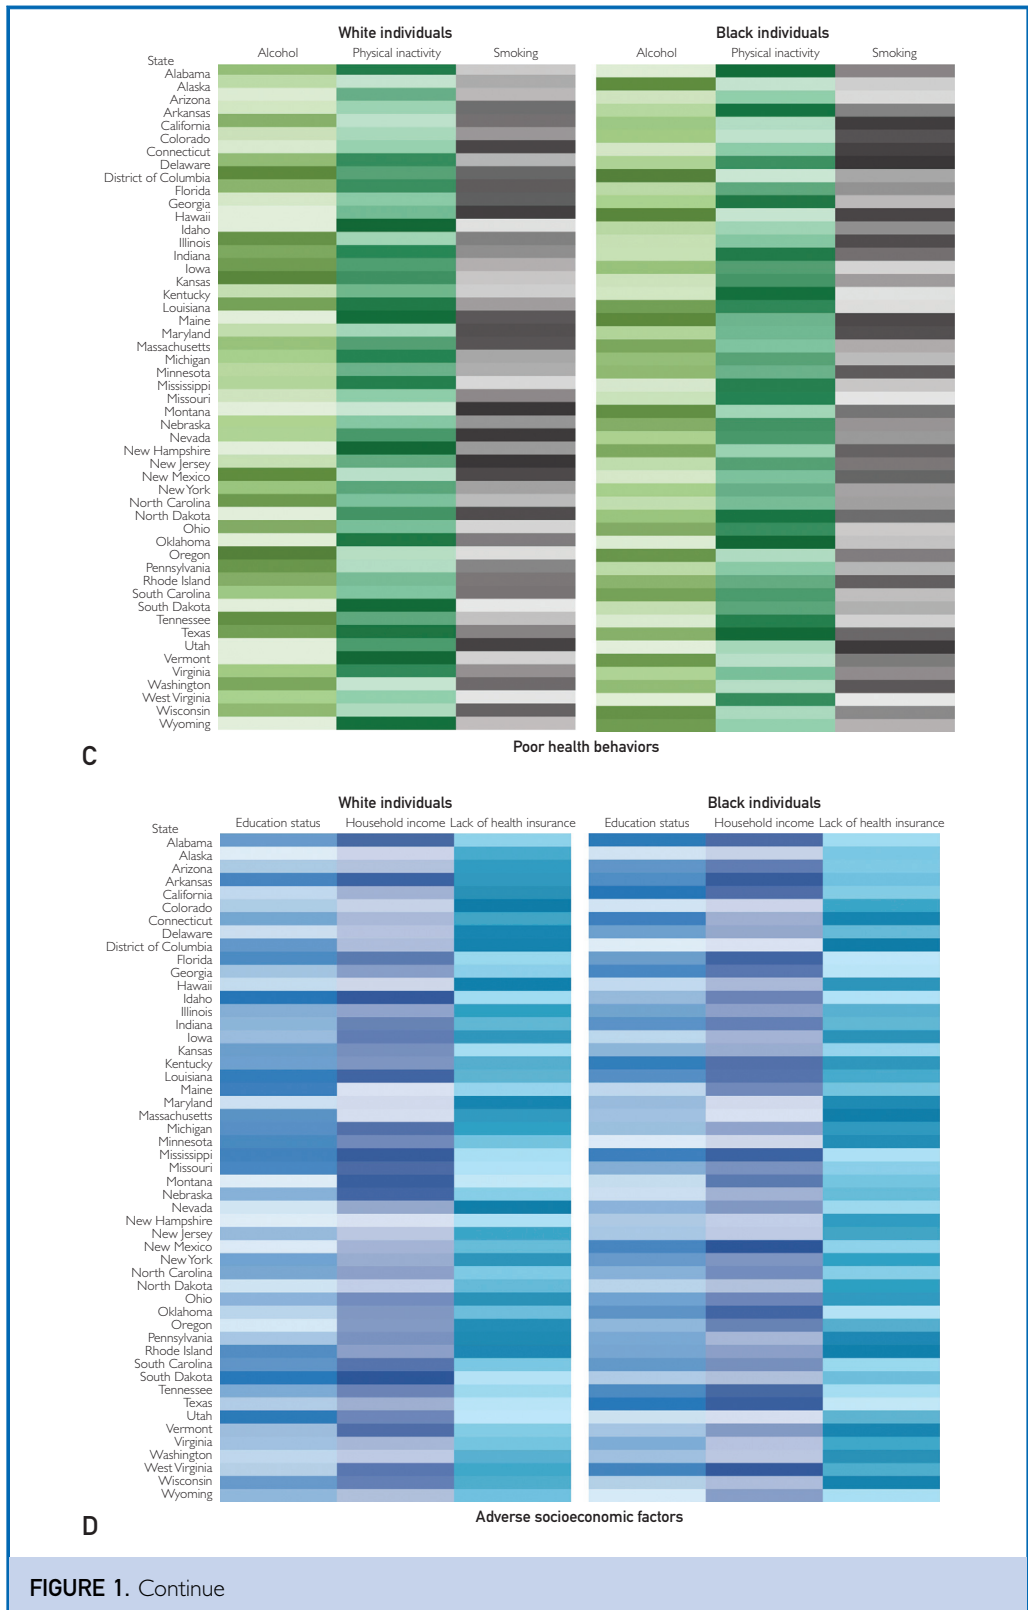 White individuals
Black individuals
Alcohol Physical inactivity Smoking
Alcohol Physical inactivity Smoking
State
Alabama
Alaska
Arizona
Arkansas
California
Colorado
Connecticut
Delaware
District of Columbia
Florida
Georgia
Hawaii
Idaho
Illinois
Indiana
Iowa
Kansas
Kentucky
Louisiana
Maine
Maryland
Massachusetts
Michigan
Minnesota
Mississippi
Missouri
Montana
Nebraska
Nevada
New Hampshire
New Jersey
New Mexico
New York
North Carolina
North Dakota
Ohio
Oklahoma
Oregon
Pennsylvania
Rhode Island
South Carolina
South Dakota
Tennessee
Texas
Utah
Vermont
Virginia
Washington
West Virginia
Wisconsin
Wyoming
C
Poor health behaviors
White individuals
Black individuals
Education status Household income Lack of health insurance
Education status Household income Lack of health insurance
State
Alabama
Alaska
Arizona
Arkansas
California
Colorado
Connecticut
Delaware
District of Columbia
Florida
Georgia
Hawaii
Idaho
Illinois
Indiana
Iowa
Kansas
Kentucky
Louisiana
Maine
Maryland
Massachusetts
Michigan
Minnesota
Mississippi
Missouri
Montana
Nebraska
Nevada
New Hampshire
New Jersey
New Mexico
New York
North Carolina
North Dakota
Ohio
Oklahoma
Oregon
Pennsylvania
Rhode Island
South Carolina
South Dakota
Tennessee
Texas
Utah
Vermont
Virginia
Washington
West Virginia
Wisconsin
Wyoming
D
Adverse socioeconomic factors
FIGURE 1. Continue